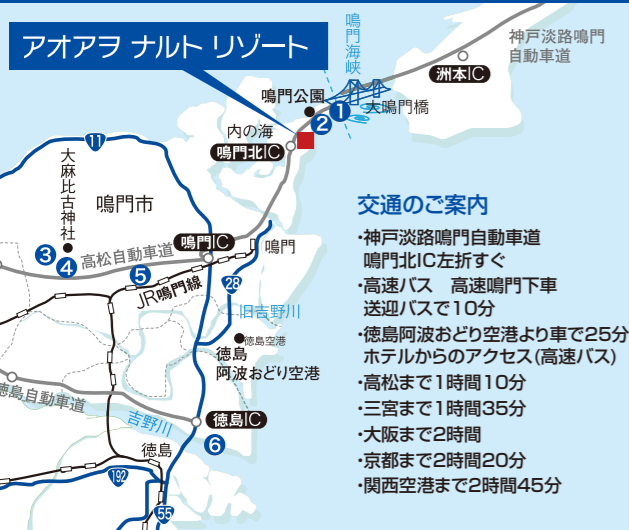 アオアヲ ナルト リゾート
鳴門海峡
神戸淡路鳴門
自動車道
洲本IC
鳴門公園
1
大鳴門橋
2
内の海
鳴門北IC
11
大麻比古神社
鳴門市
3
4
高松自動車道
鳴門IC
鳴門
5
JR鳴門線
28
旧吉野川
徳島空港
徳島
阿波おどり空港
徳島自動車道
吉野川
徳島IC
6
徳島
192
55
交通のご案内
・神戸淡路鳴門自動車道
鳴門北IC左折すぐ
・高速バス 高速鳴門下車
送迎バスで10分
・徳島阿波おどり空港より車で25分
ホテルからのアクセス(高速バス)
・高松まで1時間10分
・三宮まで1時間35分
・大阪まで2時間
・京都まで2時間20分
・関西空港まで2時間45分